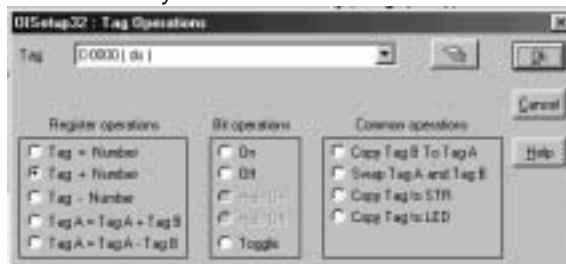 OISetup32 : Tag Operations
Tag
Ok
Cancel
Help
Register operations
Tag = Number
Tag + Number
Tag - Number
Tag A = Tag A + Tag B
Tag A = Tag A - Tag B
Bit operations
On
Off
Toggle
Common operations
Copy Tag B To Tag A
Swap Tag A and Tag B
Copy Tag to STR
Copy Tag to LED